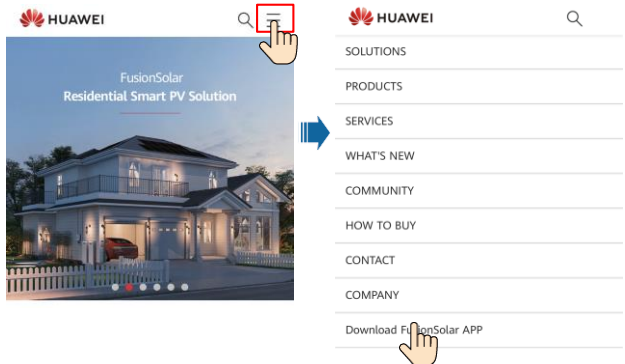 HUAWEI
FusionSolar
Residential Smart PV Solution
HUAWEI
SOLUTIONS
PRODUCTS
SERVICES
WHAT'S NEW
COMMUNITY
HOW TO BUY
CONTACT
COMPANY
Download FusionSolar APP